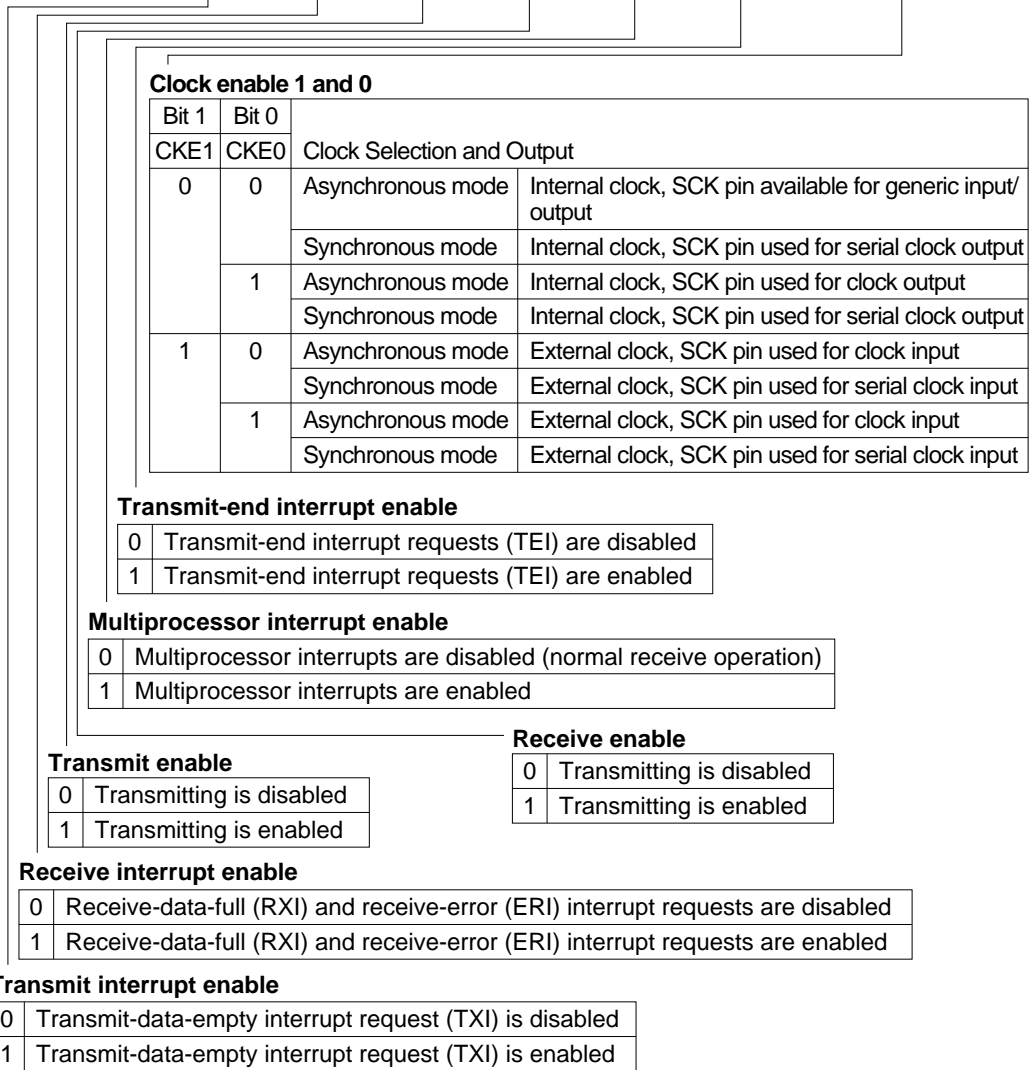 Clock enable 1 and 0
Bit 1 Bit 0
CKE1 CKE0 Clock Selection and Output
0 0 Asynchronous mode Internal clock, SCK pin available for generic input/
output
Synchronous mode Internal clock, SCK pin used for serial clock output
1 Asynchronous mode Internal clock, SCK pin used for clock output
Synchronous mode Internal clock, SCK pin used for serial clock output
1 0 Asynchronous mode External clock, SCK pin used for clock input
Synchronous mode External clock, SCK pin used for serial clock input
1 Asynchronous mode External clock, SCK pin used for clock input
Synchronous mode External clock, SCK pin used for serial clock input
Transmit-end interrupt enable
0 Transmit-end interrupt requests (TEI) are disabled
1 Transmit-end interrupt requests (TEI) are enabled
Multiprocessor interrupt enable
0 Multiprocessor interrupts are disabled (normal receive operation)
1 Multiprocessor interrupts are enabled
Receive enable
0 Transmitting is disabled
1 Transmitting is enabled
Transmit enable
0 Transmitting is disabled
1 Transmitting is enabled
Receive interrupt enable
0 Receive-data-full (RXI) and receive-error (ERI) interrupt requests are disabled
1 Receive-data-full (RXI) and receive-error (ERI) interrupt requests are enabled
Transmit interrupt enable
0 Transmit-data-empty interrupt request (TXI) is disabled
1 Transmit-data-empty interrupt request (TXI) is enabled